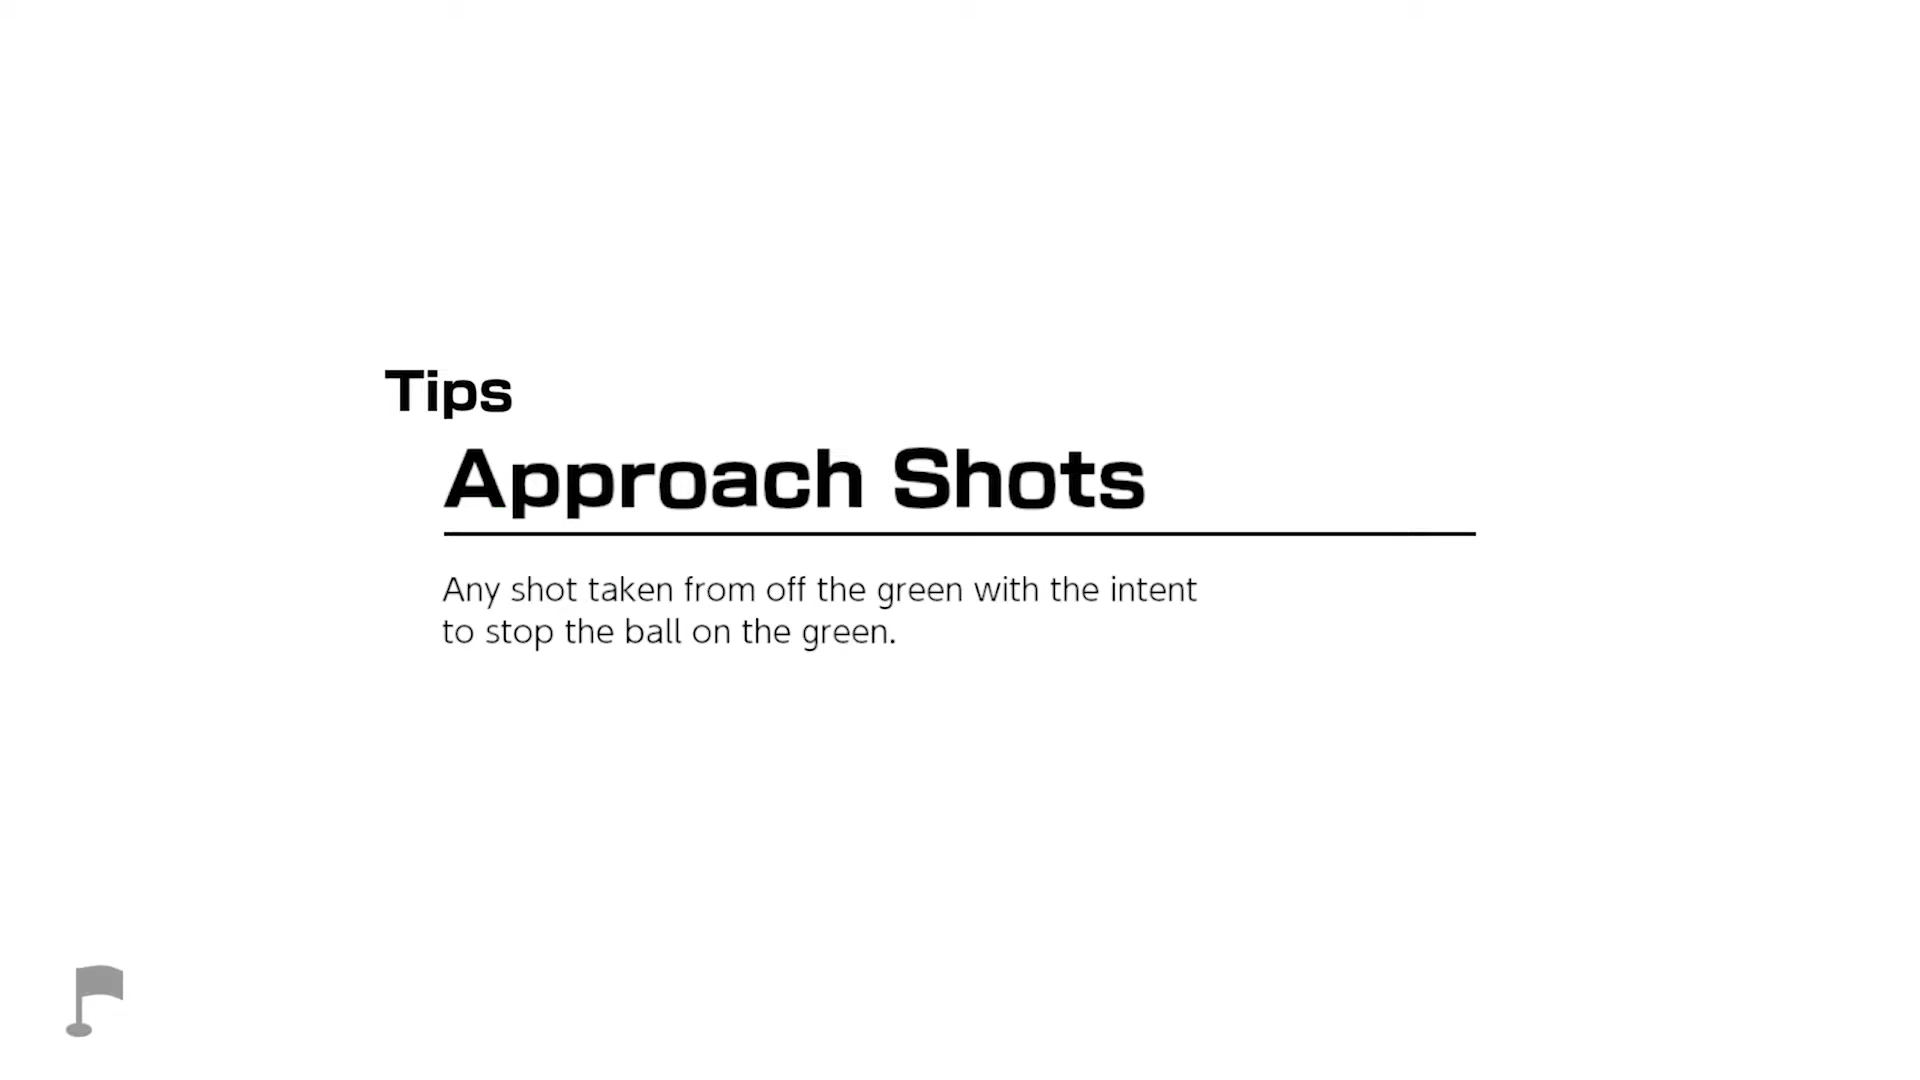 Tips
Approach Shots
Any shot taken from off the green with the intent
to stop the ball on the green.